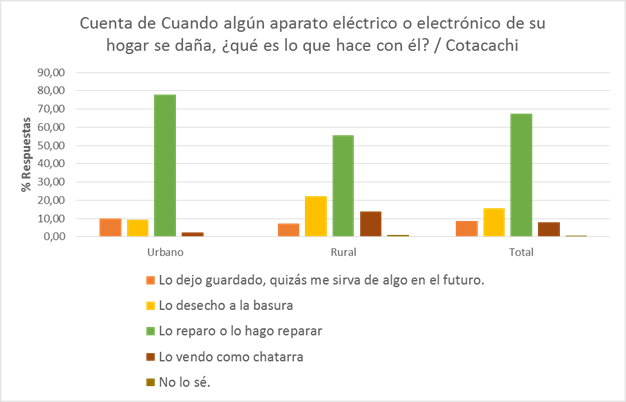 Cuenta de Cuando algún aparato eléctrico o electrónico de su
hogar se daña, ¿qué es lo que hace con él? / Cotacachi
% Respuestas
90,00
80,00
70,00
60,00
50,00
40,00
30,00
20,00
10,00
0,00
Urbano Rural Total
Lo dejo guardado, quizás me sirva de algo en el futuro.
Lo desecho a la basura
Lo reparo o lo hago reparar
Lo vendo como chatarra
No lo sé.